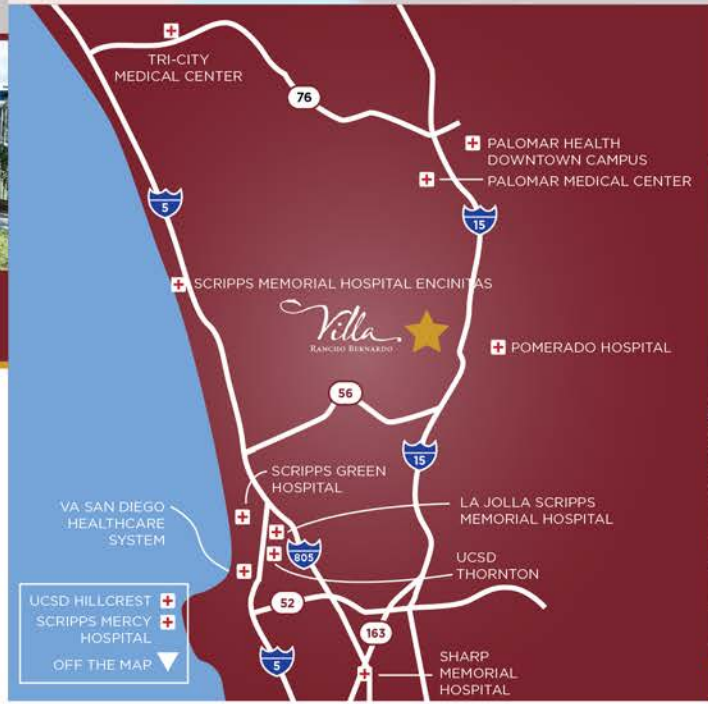 TRI-CITY
MEDICAL CENTER
76
PALOMAR HEALTH
DOWNTOWN CAMPUS
PALOMAR MEDICAL CENTER
5
15
SCRIPPS MEMORIAL HOSPITAL ENCINITAS
Villa
RANCHO BERNARDO
POMERADO HOSPITAL
56
15
SCRIPPS GREEN
HOSPITAL
VA SAN DIEGO
HEALTHCARE
SYSTEM
LA JOLLA SCRIPPS
MEMORIAL HOSPITAL
805
UCSD
THORNTON
UCSD HILLCREST
SCRIPPS MERCY
HOSPITAL
OFF THE MAP
52
163
5
SHARP
MEMORIAL
HOSPITAL